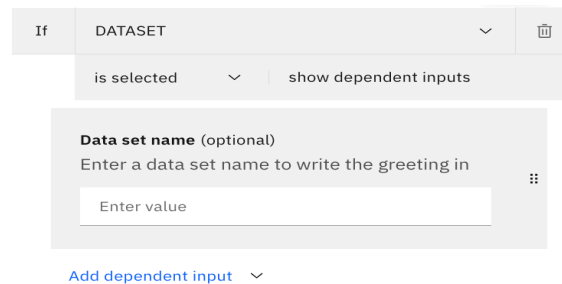 If DATASET
is selected show dependent inputs
Data set name (optional)
Enter a data set name to write the greeting in
Enter value
Add dependent input